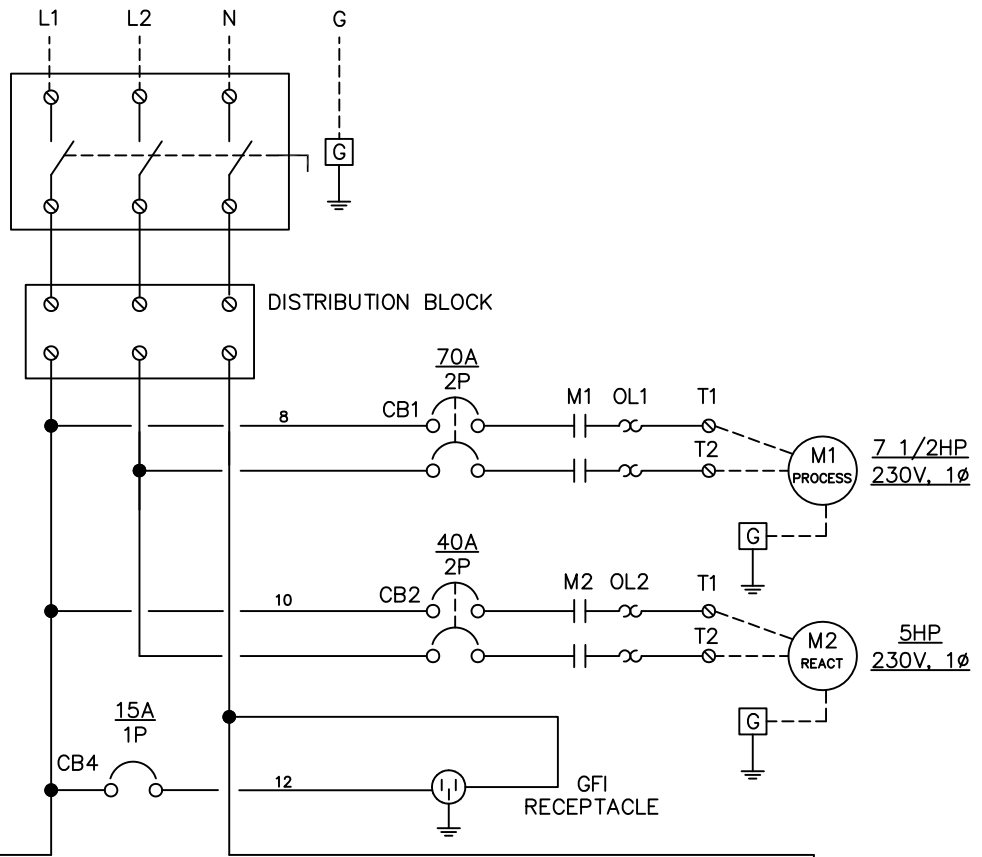 L1 L2 N G
G
DISTRIBUTION BLOCK
70A
2P
CB1 M1 OL1 T1
8
T2
M1
PROCESS
7 1/2HP
230V, 1ø
G
40A
2P
CB2 M2 OL2 T1
10
T2
M2
REACT
5HP
230V, 1ø
G
15A
1P
CB4
12
GFI
RECEPTACLE